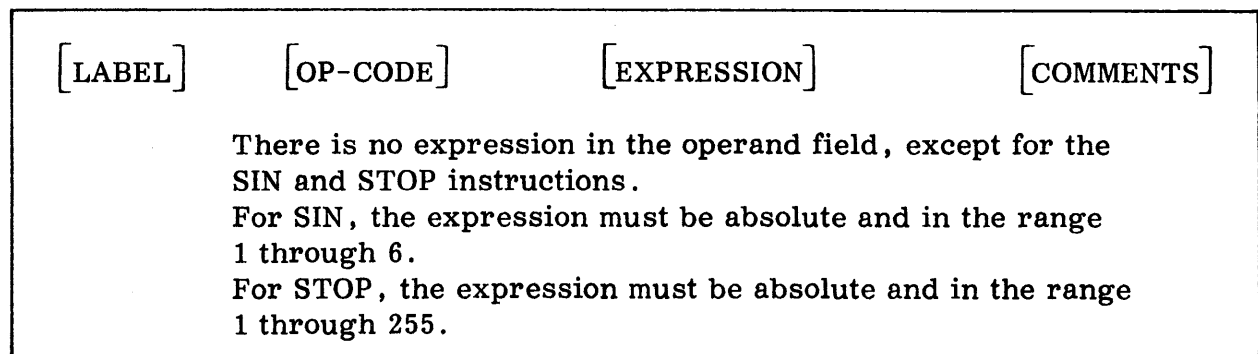 [LABEL] [OP-CODE] [EXPRESSION] [COMMENTS]
There is no expression in the operand field, except for the
SIN and STOP instructions.
For SIN, the expression must be absolute and in the range
1 through 6.
For STOP, the expression must be absolute and in the range
1 through 255.